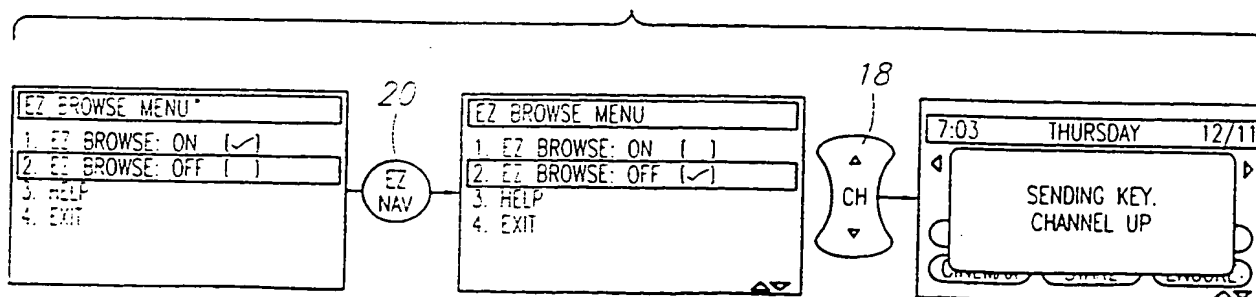 EZ BROWSE MENU
1. EZ BROWSE: ON [✓]
2. EZ BROWSE: OFF [ ]
3. HELP
4. EXIT
20
EZ
NAV
EZ BROWSE MENU
1. EZ BROWSE: ON [ ]
2. EZ BROWSE: OFF [✓]
3. HELP
4. EXIT
18
CH
7:03 THURSDAY 12/11
SENDING KEY.
CHANNEL UP